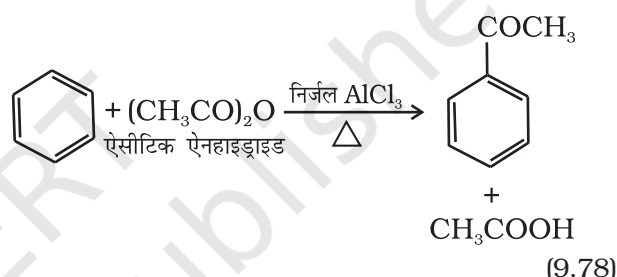 COCH₃
+ (CH₃CO)₂O निर्जल AlCl₃
ऐसीटिक ऐनहाइड्राइड △
+
CH₃COOH
(9.78)